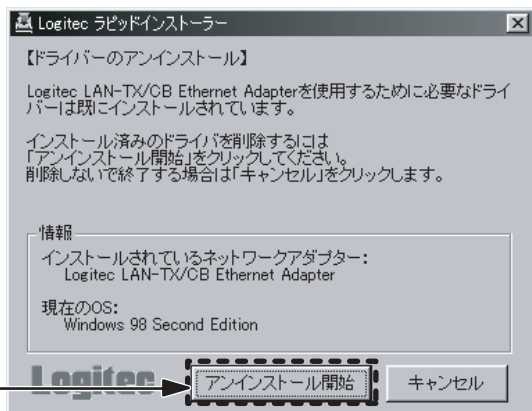 Logitec ラピッドインストーラー
【ドライバーのアンインストール】
Logitec LAN-TX/CB Ethernet Adapterを使用するために必要なドライ
バーは既にインストールされています。
インストール済みのドライバを削除するには
「アンインストール開始」をクリックしてください。
削除しないで終了する場合は「キャンセル」をクリックします。
情報
インストールされているネットワークアダプター:
Logitec LAN-TX/CB Ethernet Adapter
現在のOS:
Windows 98 Second Edition
Logitec
アンインストール開始
キャンセル